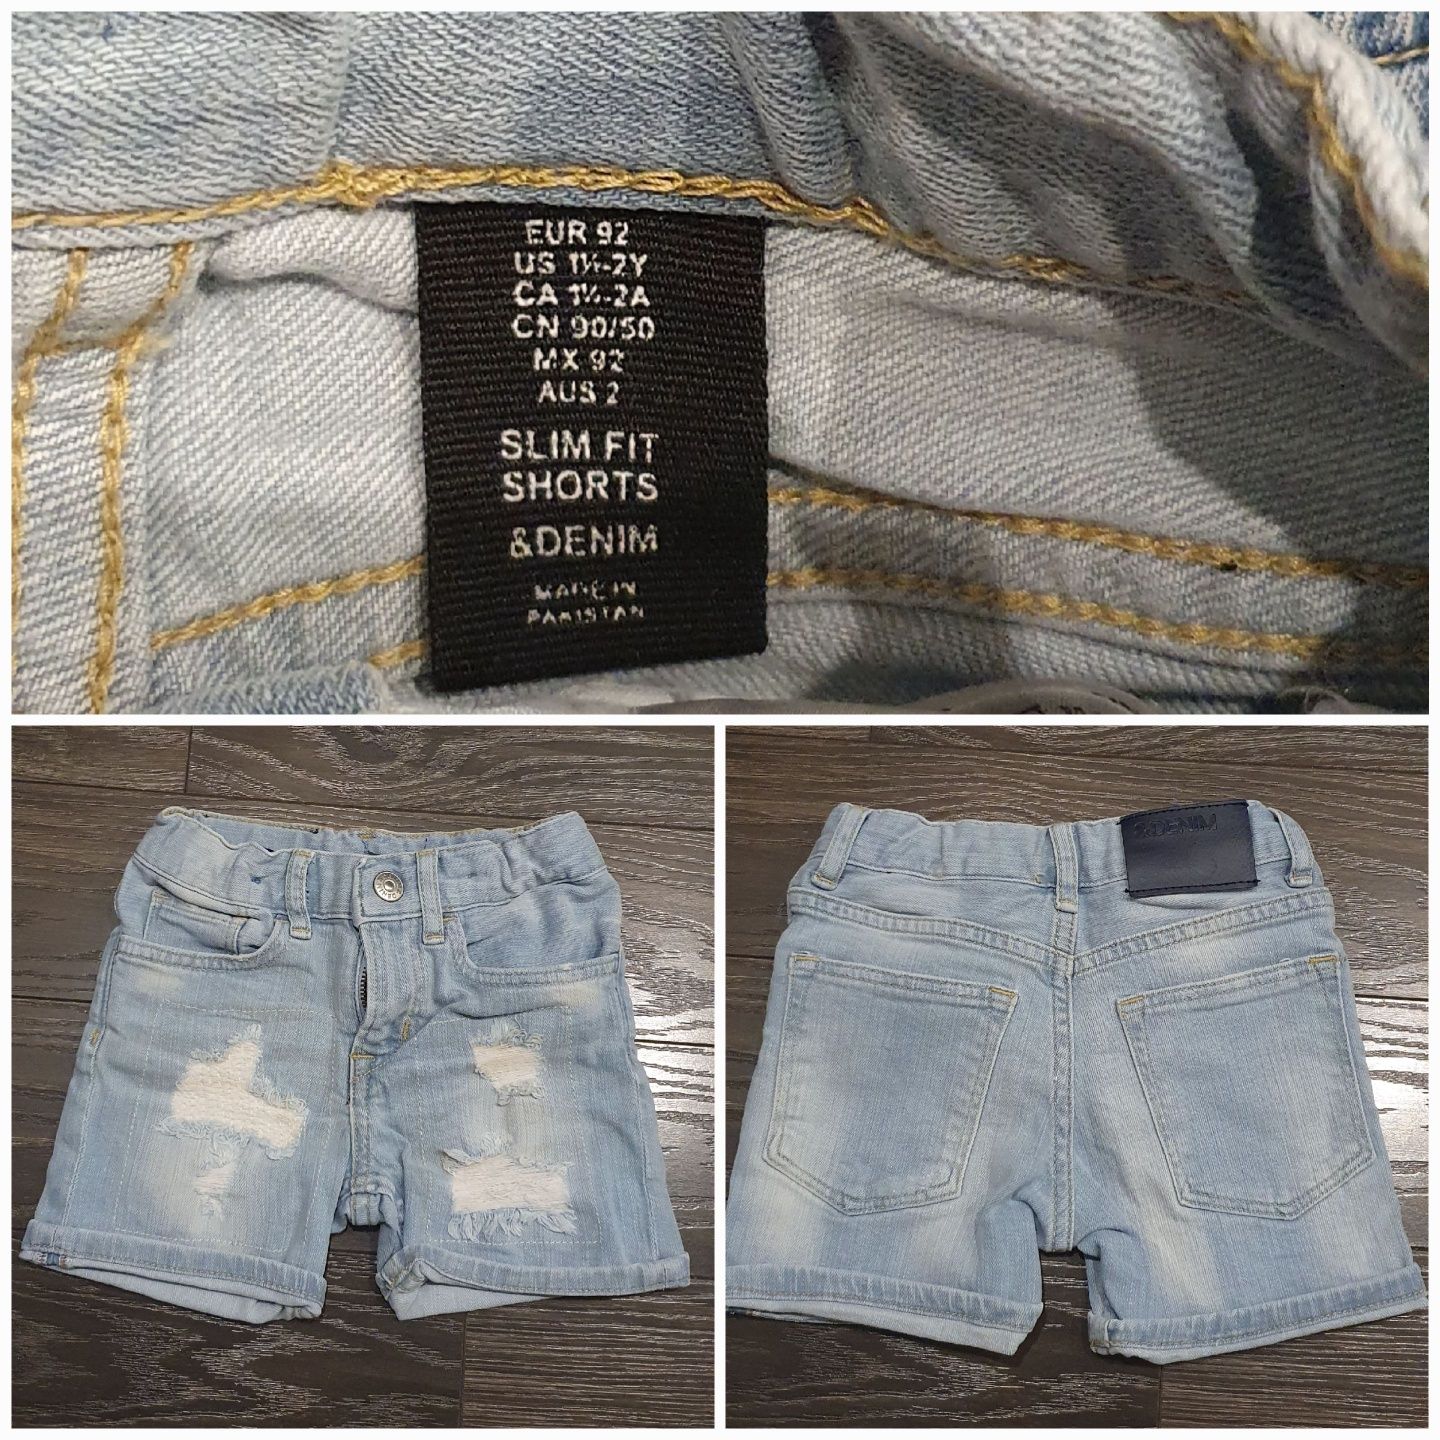 EUR 92
US 1½-2Y
CA 1½-2A
CN 90/50
MX 92
AUS 2
SLIM FIT
SHORTS
&DENIM
MADE IN
PAKISTAN
&DENIM